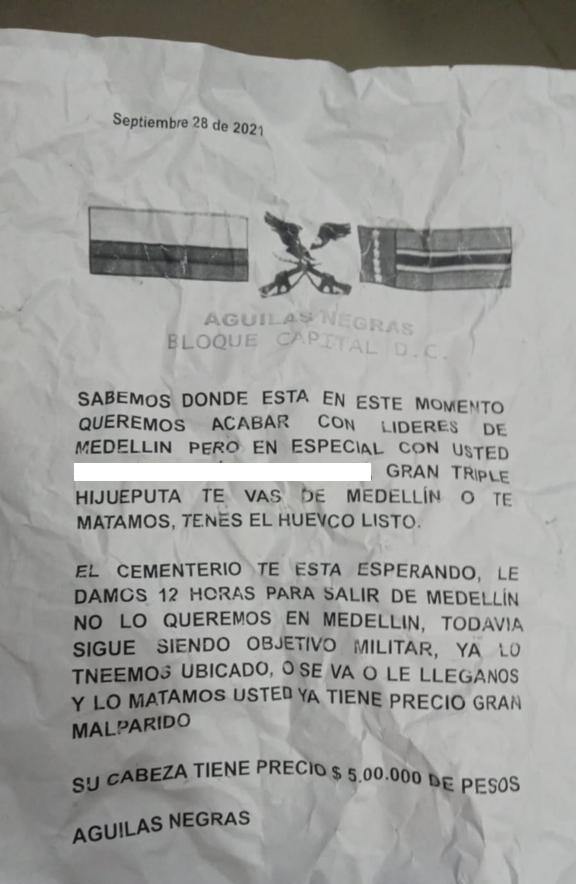 Septiembre 28 de 2021
AGUILAS NEGRAS
BLOQUE CAPITAL D.C.
SABEMOS DONDE ESTA EN ESTE MOMENTO
QUEREMOS ACABAR CON LIDERES DE
MEDELLIN PERO EN ESPECIAL CON USTED
GRAN TRIPLE
HIJUEPUTA TE VAS DE MEDELLÍN O TE
MATAMOS, TENES EL HUEVCO LISTO.
EL CEMENTERIO TE ESTA ESPERANDO, LE
DAMOS 12 HORAS PARA SALIR DE MEDELLÍN
NO LO QUEREMOS EN MEDELLIN, TODAVIA
SIGUE SIENDO OBJETIVO MILITAR, YA LO
TNEEMOS UBICADO, O SE VA O LE LLEGANOS
Y LO MATAMOS USTED YA TIENE PRECIO GRAN
MALPARIDO
SU CABEZA TIENE PRECIO $ 5,00.000 DE PESOS
AGUILAS NEGRAS